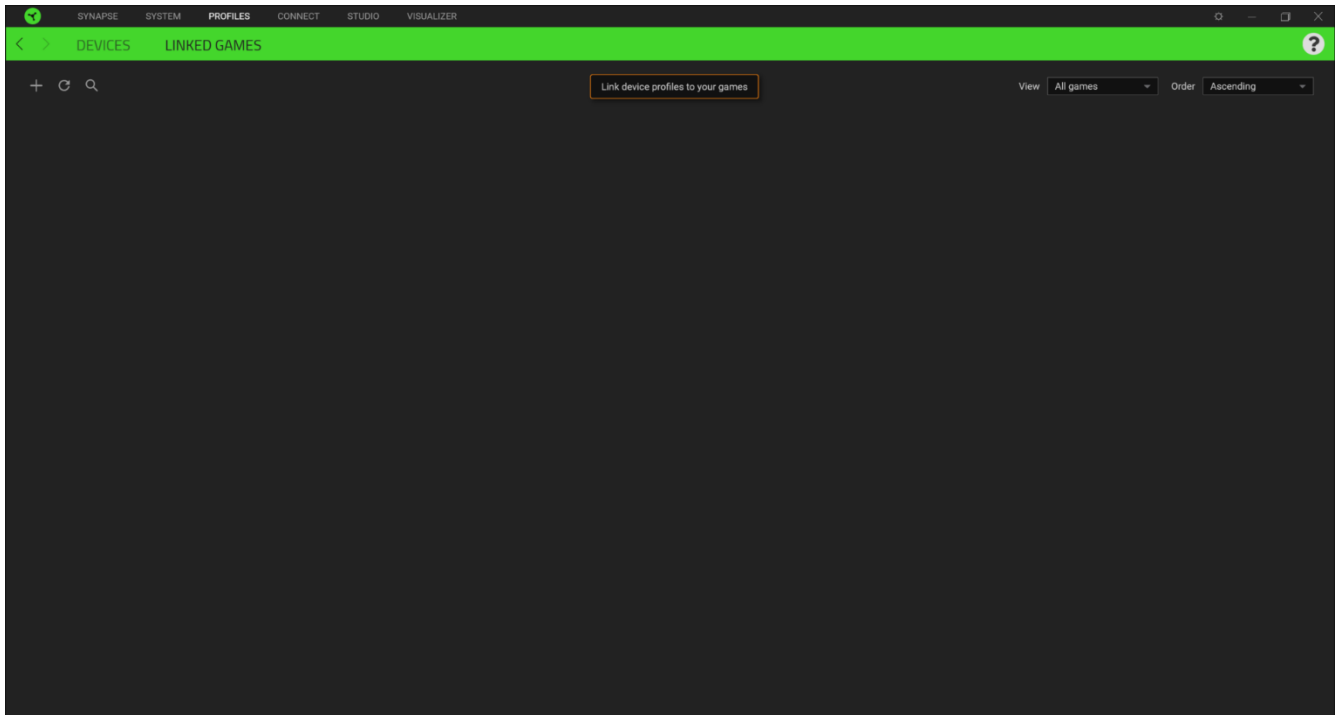 SYNAPSE SYSTEM PROFILES CONNECT STUDIO VISUALIZER
DEVICES LINKED GAMES ?
Link device profiles to your games View All games Order Ascending